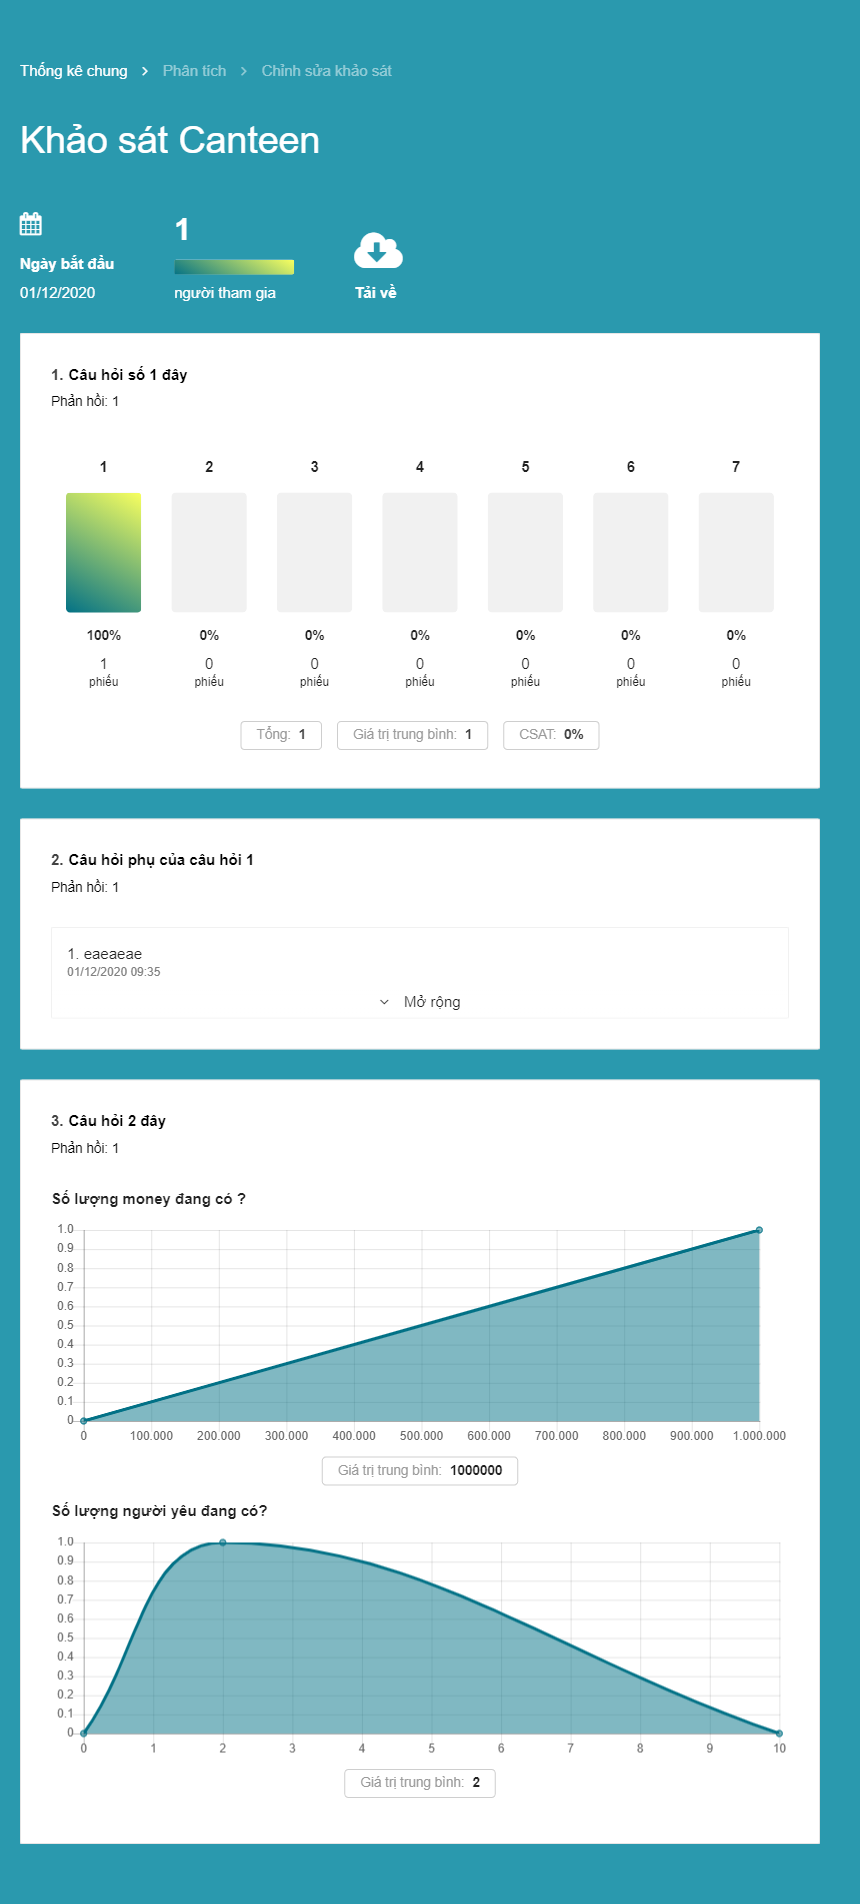 Thống kê chung > Phân tích > Chỉnh sửa khảo sát
Khảo sát Canteen
1
Ngày bắt đầu
01/12/2020
người tham gia
Tải về
1. Câu hỏi số 1 đây
Phản hồi: 1
1 2 3 4 5 6 7
100% 0% 0% 0% 0% 0% 0%
1 0 0 0 0 0 0
phiếu phiếu phiếu phiếu phiếu phiếu phiếu
Tổng: 1 Giá trị trung bình: 1 CSAT: 0%
2. Câu hỏi phụ của câu hỏi 1
Phản hồi: 1
1. eaeaeae
01/12/2020 09:35
Mở rộng
3. Câu hỏi 2 đây
Phản hồi: 1
Số lượng money đang có ?
1.0
0.9
0.8
0.7
0.6
0.5
0.4
0.3
0.2
0.1
0
0 100.000 200.000 300.000 400.000 500.000 600.000 700.000 800.000 900.000 1.000.000
Giá trị trung bình: 1000000
Số lượng người yêu đang có?
1.0
0.9
0.8
0.7
0.6
0.5
0.4
0.3
0.2
0.1
0
0 1 2 3 4 5 6 7 8 9 10
Giá trị trung bình: 2